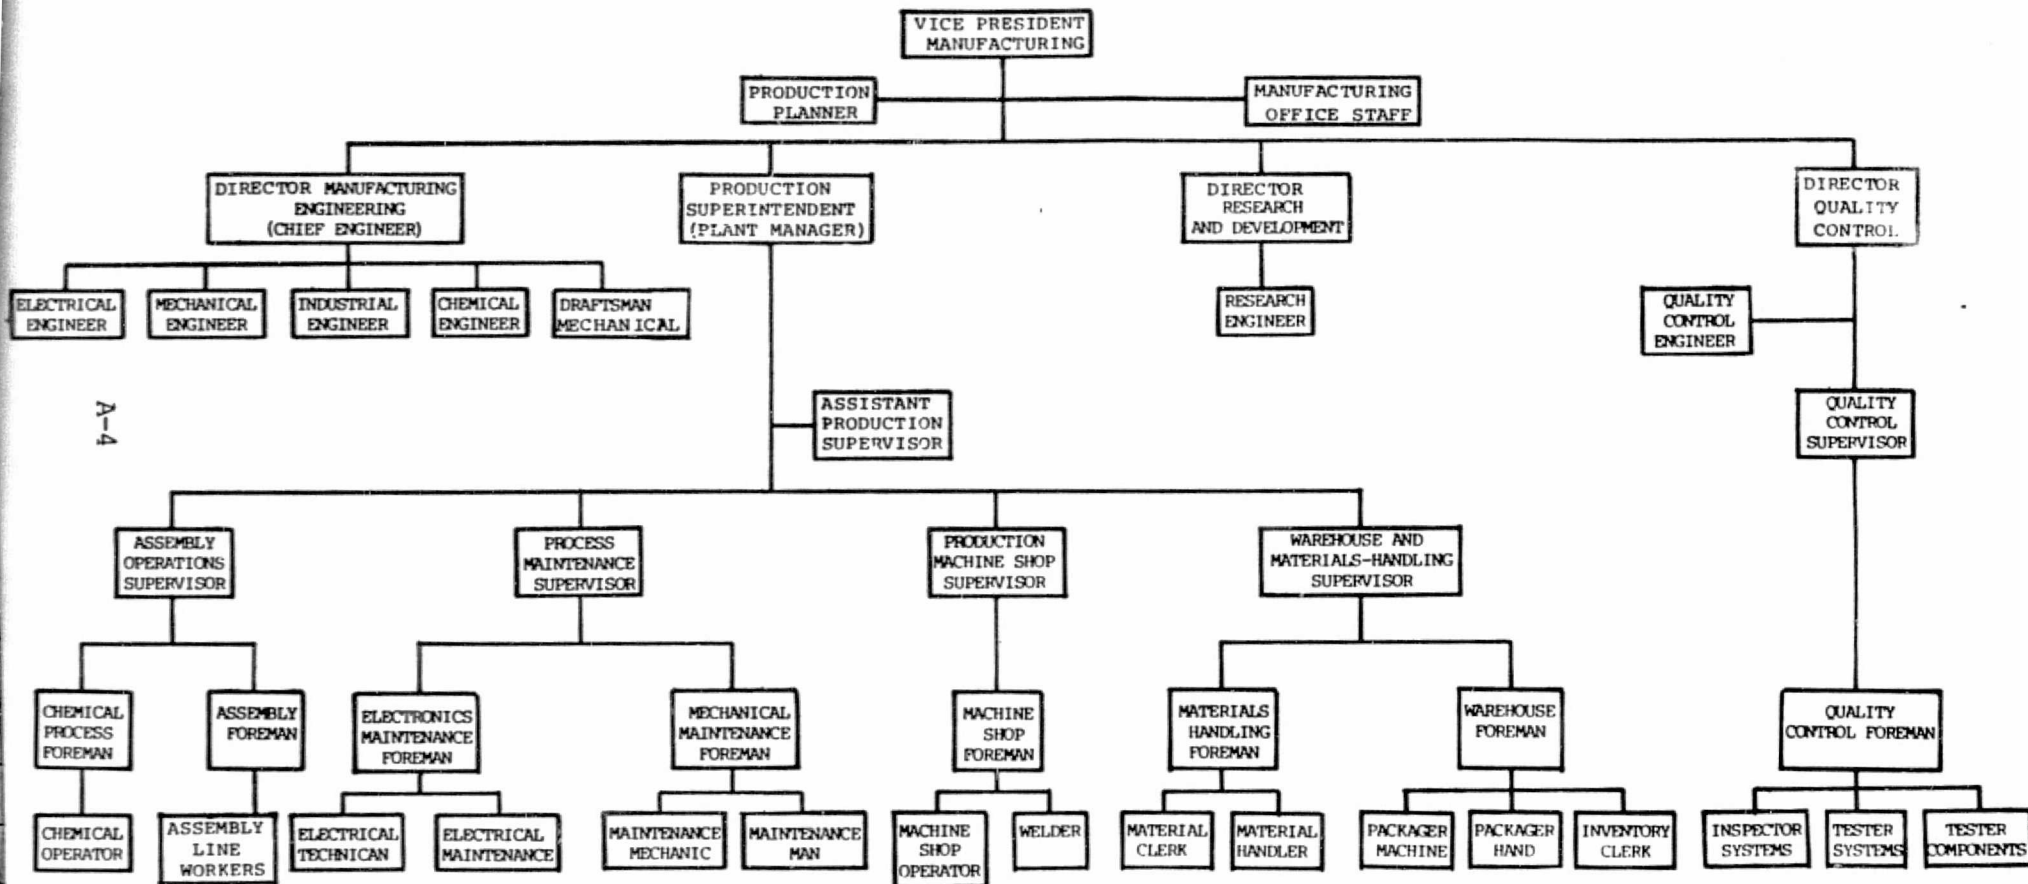 VICE PRESIDENT
MANUFACTURING
PRODUCTION
PLANNER
MANUFACTURING
OFFICE STAFF
DIRECTOR MANUFACTURING
ENGINEERING
(CHIEF ENGINEER)
PRODUCTION
SUPERINTENDENT
(PLANT MANAGER)
DIRECTOR
RESEARCH
AND DEVELOPMENT
DIRECTOR
QUALITY
CONTROL
ELECTRICAL
ENGINEER
MECHANICAL
ENGINEER
INDUSTRIAL
ENGINEER
CHEMICAL
ENGINEER
DRAFTSMAN
MECHANICAL
RESEARCH
ENGINEER
QUALITY
CONTROL
ENGINEER
A-4
ASSISTANT
PRODUCTION
SUPERVISOR
QUALITY
CONTROL
SUPERVISOR
ASSEMBLY
OPERATIONS
SUPERVISOR
PROCESS
MAINTENANCE
SUPERVISOR
PRODUCTION
MACHINE SHOP
SUPERVISOR
WAREHOUSE AND
MATERIALS-HANDLING
SUPERVISOR
CHEMICAL
PROCESS
FOREMAN
ASSEMBLY
FOREMAN
ELECTRONICS
MAINTENANCE
FOREMAN
MECHANICAL
MAINTENANCE
FOREMAN
MACHINE
SHOP
FOREMAN
MATERIALS
HANDLING
FOREMAN
WAREHOUSE
FOREMAN
QUALITY
CONTROL FOREMAN
CHEMICAL
OPERATOR
ASSEMBLY
LINE
WORKERS
ELECTRICAL
TECHNICAN
ELECTRICAL
MAINTENANCE
MAINTENANCE
MECHANIC
MAINTENANCE
MAN
MACHINE
SHOP
OPERATOR
WELDER
MATERIAL
CLERK
MATERIAL
HANDLER
PACKAGER
MACHINE
PACKAGER
HAND
INVENTORY
CLERK
INSPECTOR
SYSTEMS
TESTER
SYSTEMS
TESTER
COMPONENTS